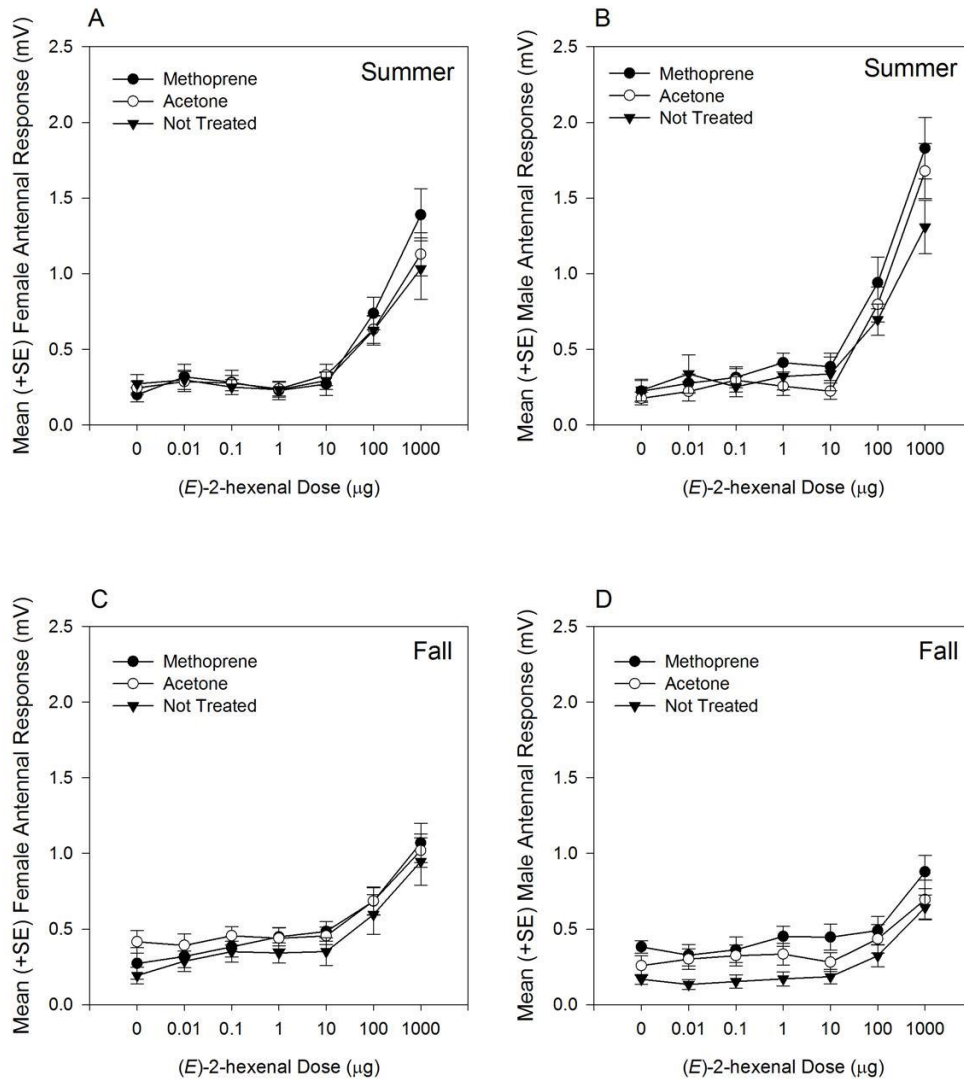 A
Mean (+SE) Female Antennal Response (mV)
2.5
2.0
1.5
1.0
0.5
0.0
Summer
Methoprene
Acetone
Not Treated
0 0.01 0.1 1 10 100 1000
(E)-2-hexenal Dose (µg)
B
Mean (+SE) Male Antennal Response (mV)
2.5
2.0
1.5
1.0
0.5
0.0
Summer
Methoprene
Acetone
Not Treated
0 0.01 0.1 1 10 100 1000
(E)-2-hexenal Dose (µg)
C
Mean (+SE) Female Antennal Response (mV)
2.5
2.0
1.5
1.0
0.5
0.0
Fall
Methoprene
Acetone
Not Treated
0 0.01 0.1 1 10 100 1000
(E)-2-hexenal Dose (µg)
D
Mean (+SE) Male Antennal Response (mV)
2.5
2.0
1.5
1.0
0.5
0.0
Fall
Methoprene
Acetone
Not Treated
0 0.01 0.1 1 10 100 1000
(E)-2-hexenal Dose (µg)